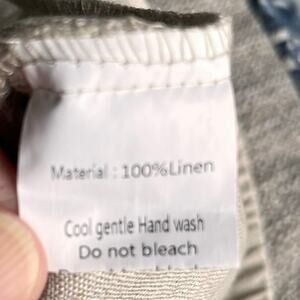 Material : 100%Linen
Cool gentle Hand wash
Do not bleach